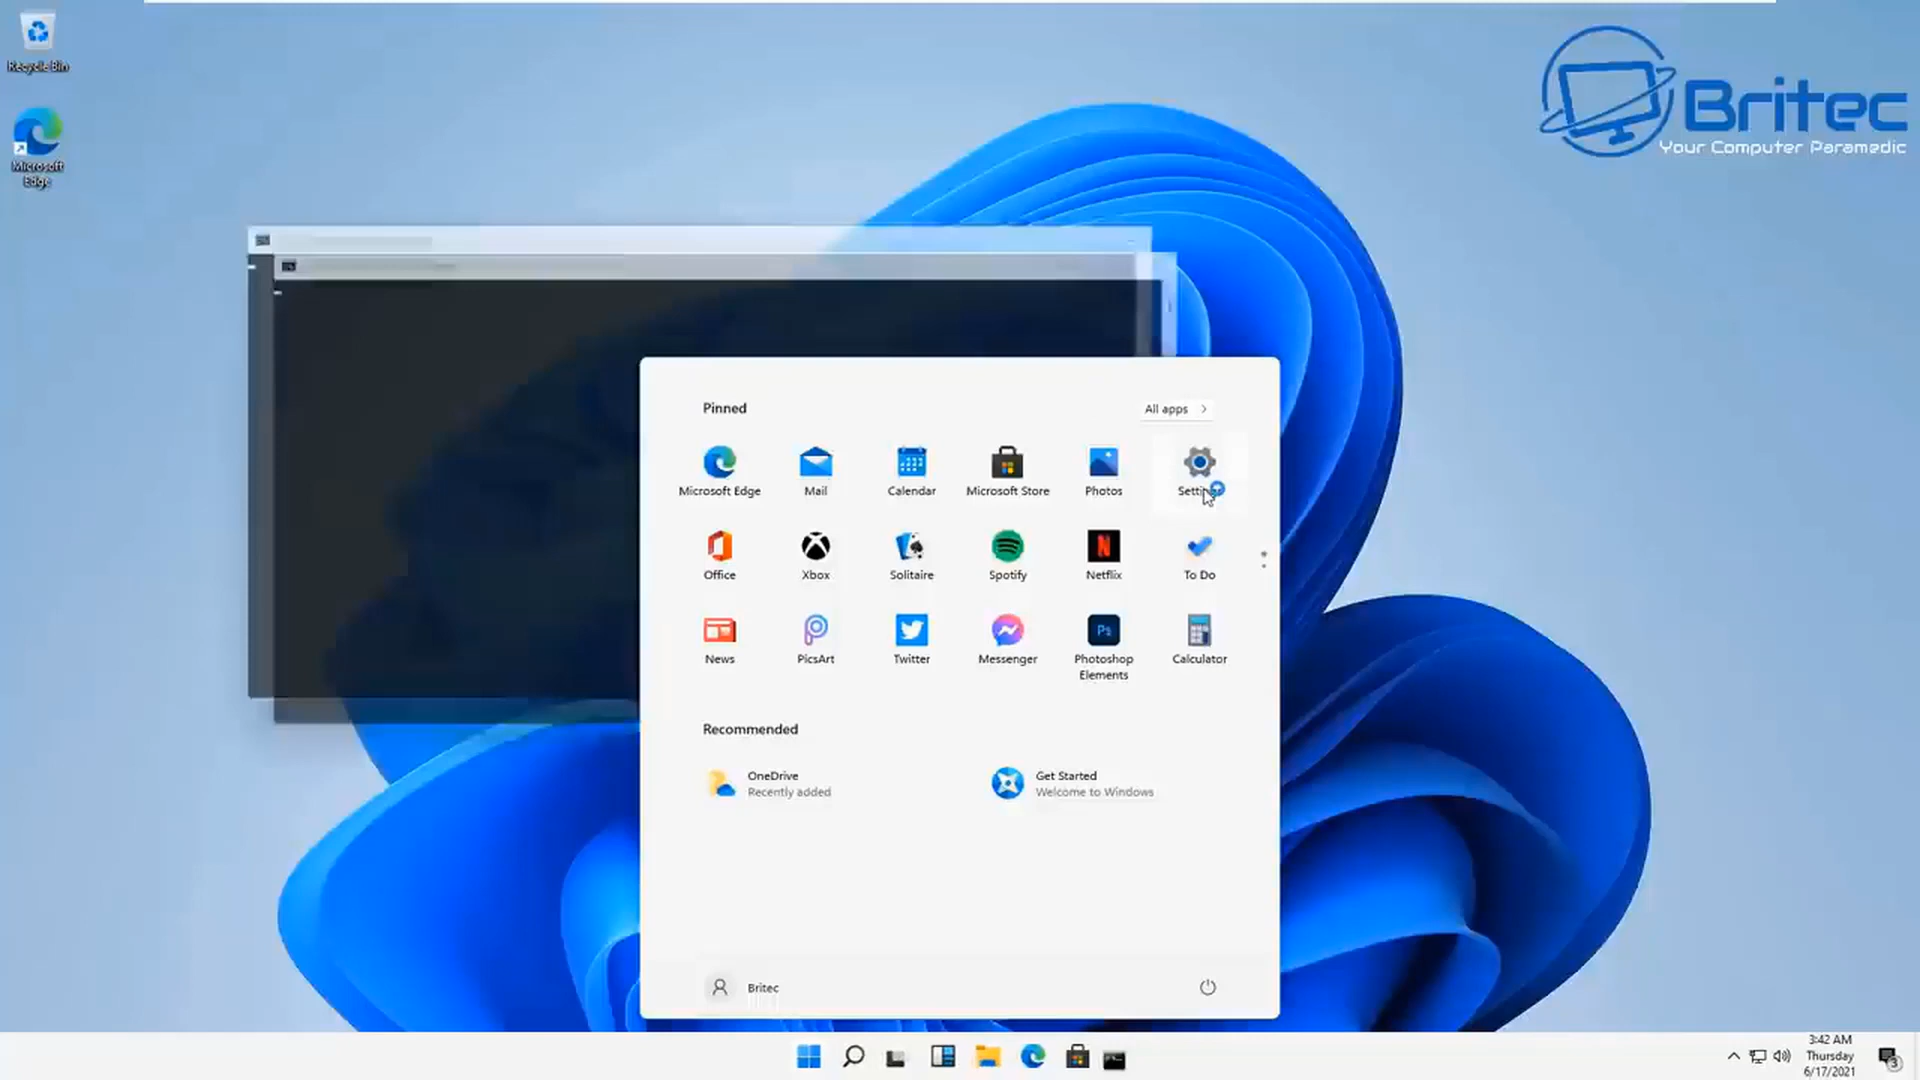 Recycle Bin
Microsoft
Edge
Britec
Your Computer Paramedic
Pinned
All apps
Microsoft Edge
Mail
Calendar
Microsoft Store
Photos
Office
Xbox
Solitaire
Spotify
Netflix
To Do
News
PicsArt
Twitter
Messenger
Photoshop
Elements
Calculator
Recommended
OneDrive
Recently added
Get Started
Welcome to Windows
Britec
3:42 AM
Thursday
6/17/2021
3